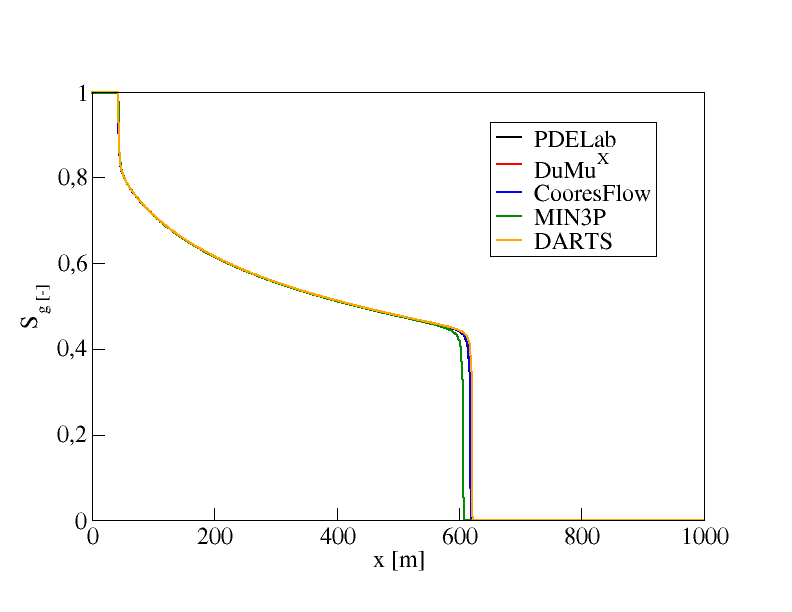 1
0,8
0,6
0,4
0,2
0
S g [-]
PDELab
DuMuX
CooresFlow
MIN3P
DARTS
0 200 400 600 800 1000
x [m]